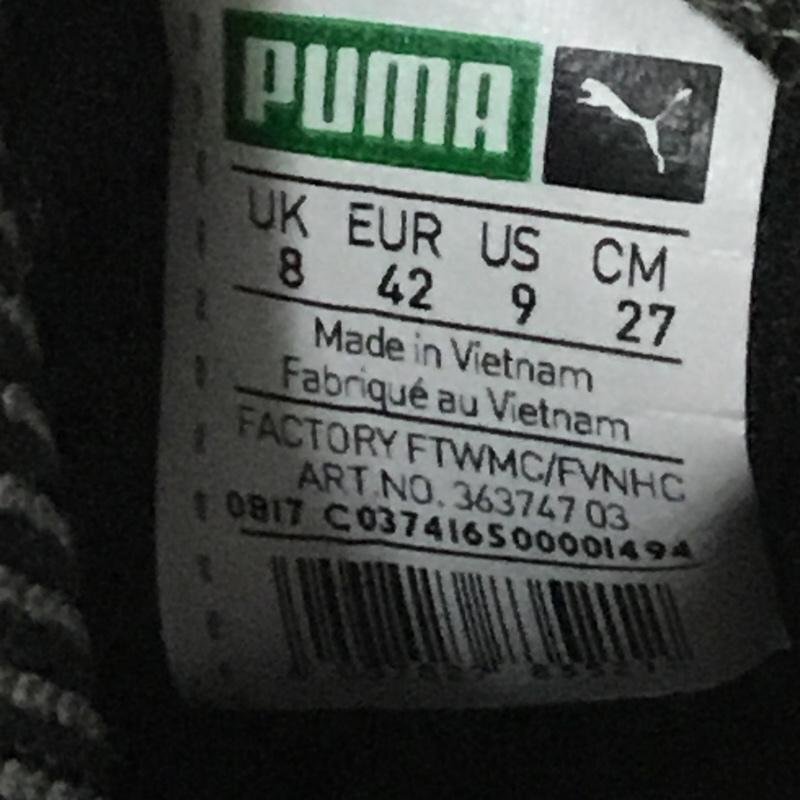 PUMA
UK EUR US CM
8 42 9 27
Made in Vietnam
Fabriqué au Vietnam
FACTORY FTWMC/FVNHC
ART.NO. 363747 03
0817 C0374165000001494